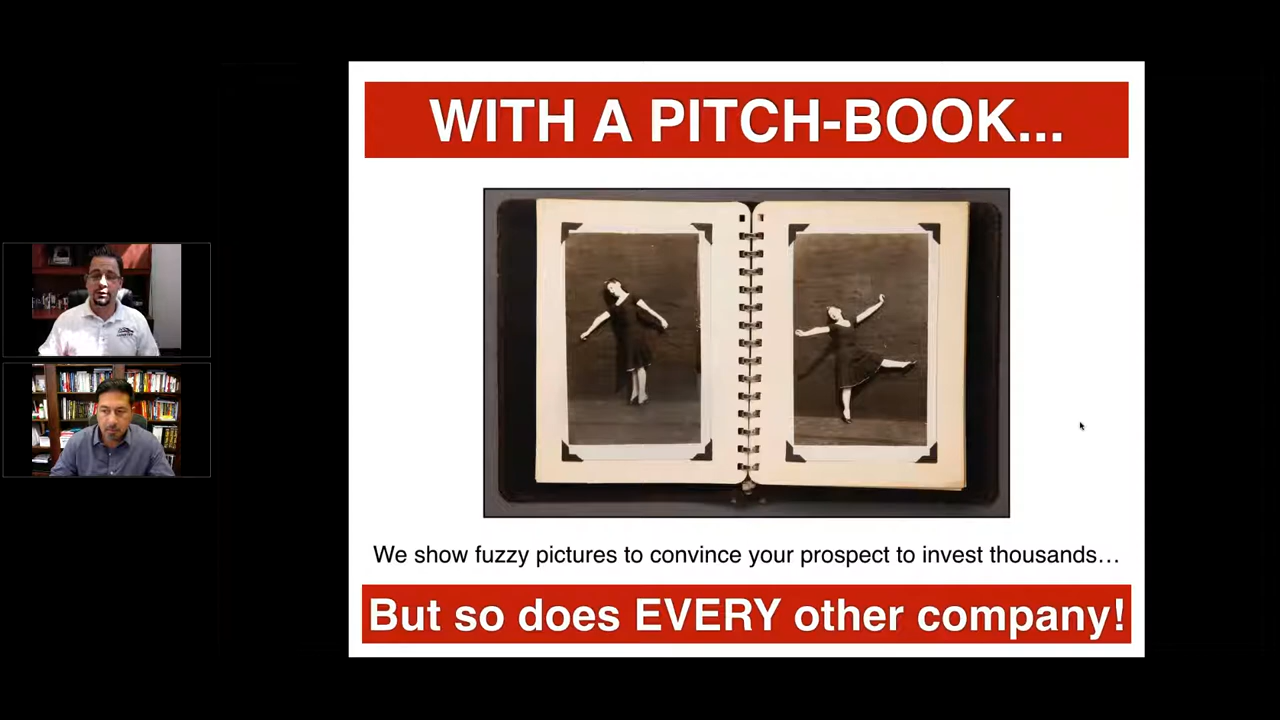 WITH A PITCH-BOOK...
We show fuzzy pictures to convince your prospect to invest thousands…
But so does EVERY other company!